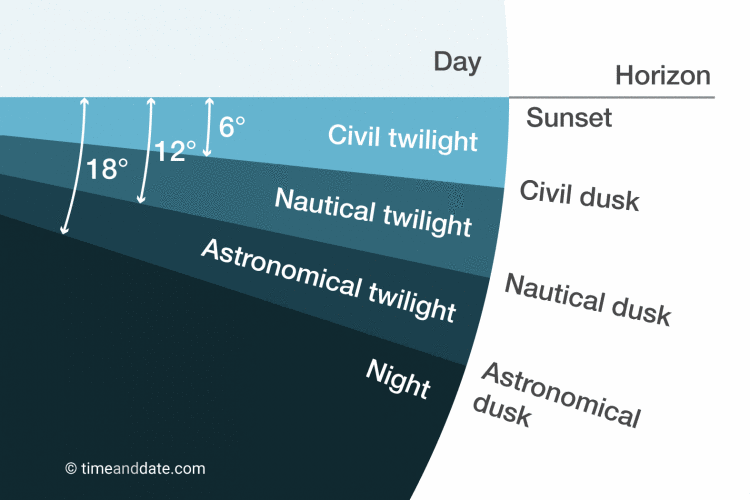 Day
Horizon
Sunset
6°
Civil twilight
12°
18°
Civil dusk
Nautical twilight
Astronomical twilight
Nautical dusk
Night
Astronomical
dusk
© timeanddate.com